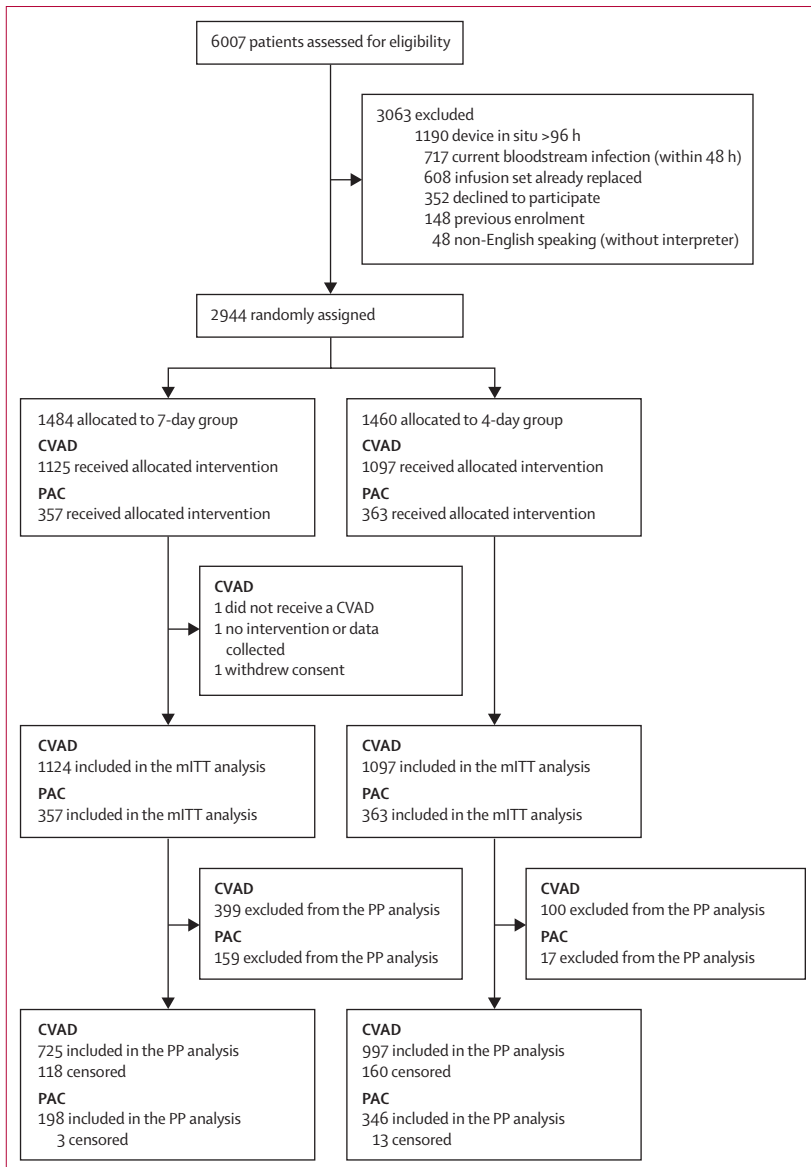 6007 patients assessed for eligibility
3063 excluded
1190 device in situ >96 h
717 current bloodstream infection (within 48 h)
608 infusion set already replaced
352 declined to participate
148 previous enrolment
48 non-English speaking (without interpreter)
2944 randomly assigned
1484 allocated to 7-day group
CVAD
1125 received allocated intervention
PAC
357 received allocated intervention
1460 allocated to 4-day group
CVAD
1097 received allocated intervention
PAC
363 received allocated intervention
CVAD
1 did not receive a CVAD
1 no intervention or data
collected
1 withdrew consent
CVAD
1124 included in the mITT analysis
PAC
357 included in the mITT analysis
CVAD
1097 included in the mITT analysis
PAC
363 included in the mITT analysis
CVAD
399 excluded from the PP analysis
PAC
159 excluded from the PP analysis
CVAD
100 excluded from the PP analysis
PAC
17 excluded from the PP analysis
CVAD
725 included in the PP analysis
118 censored
PAC
198 included in the PP analysis
3 censored
CVAD
997 included in the PP analysis
160 censored
PAC
346 included in the PP analysis
13 censored